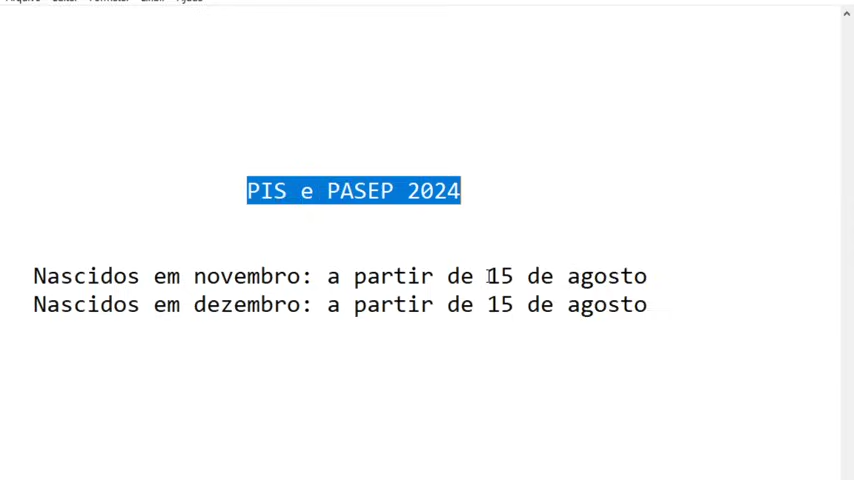 PIS e PASEP 2024
Nascidos em novembro: a partir de 15 de agosto
Nascidos em dezembro: a partir de 15 de agosto